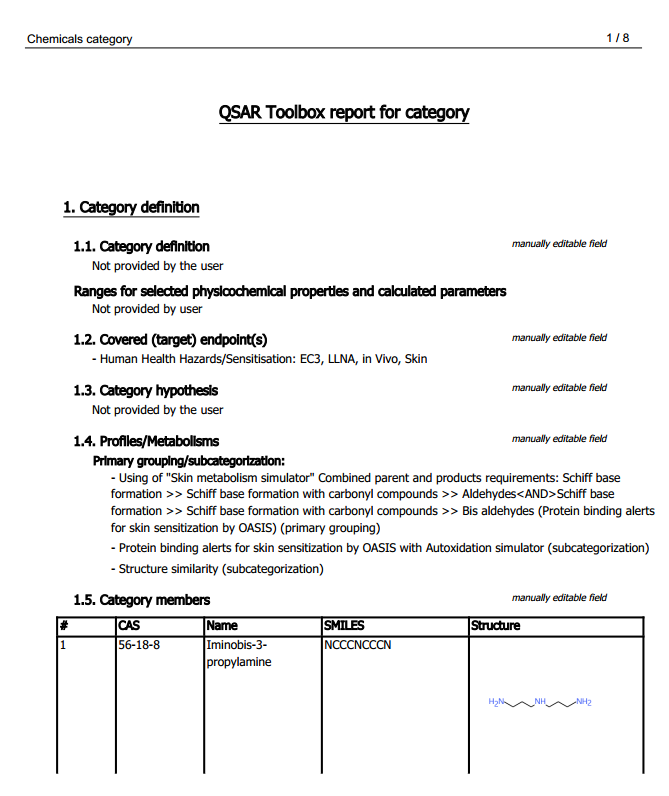 Chemicals category
1 / 8
QSAR Toolbox report for category
1. Category definition
1.1. Category definition
manually editable field
Not provided by the user
Ranges for selected physicochemical properties and calculated parameters
Not provided by user
1.2. Covered (target) endpoint(s)
manually editable field
- Human Health Hazards/Sensitisation: EC3, LLNA, in Vivo, Skin
1.3. Category hypothesis
manually editable field
Not provided by the user
1.4. Profiles/Metabolisms
manually editable field
Primary grouping/subcategorization:
- Using of "Skin metabolism simulator" Combined parent and products requirements: Schiff base
formation >> Schiff base formation with carbonyl compounds >> Aldehydes<AND>Schiff base
formation >> Schiff base formation with carbonyl compounds >> Bis aldehydes (Protein binding alerts
for skin sensitization by OASIS) (primary grouping)
- Protein binding alerts for skin sensitization by OASIS with Autoxidation simulator (subcategorization)
- Structure similarity (subcategorization)
1.5. Category members
manually editable field
# CAS Name SMILES Structure
1 56-18-8 Iminobis-3- NCCCNCCCN
propylamine
H2N NH NH2